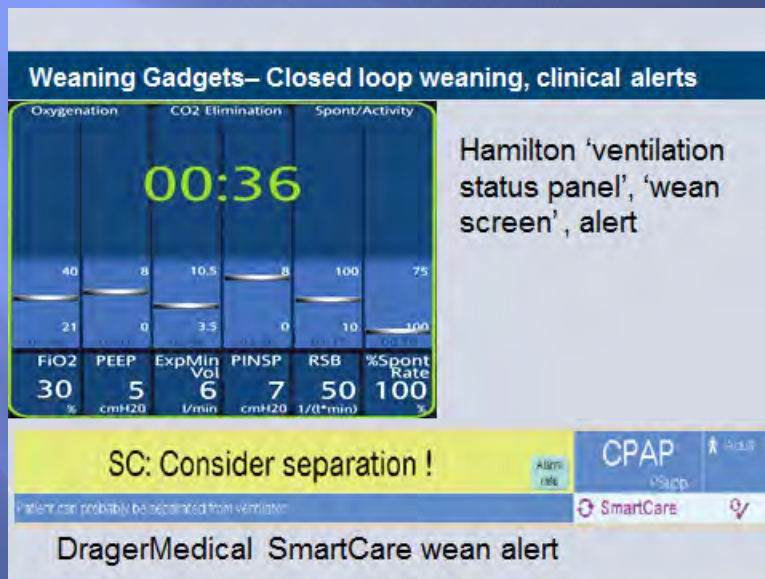 Weaning Gadgets– Closed loop weaning, clinical alerts
Oxygenation CO2 Elimination Spont/Activity
00:36
40 8 10.5 8 100 75
21 0 3.5 0 10 100
FiO2 PEEP ExpMin Vol PINSP RSB %Spont Rate
30 5 6 7 50 100
% cmH20 l/min cmH20 1/(l*min) %
Hamilton 'ventilation
status panel', 'wean
screen' , alert
SC: Consider separation !
Alarm
CPAP
Patient can probably be separated from ventilator
PSupp
SmartCare
DragerMedical SmartCare wean alert